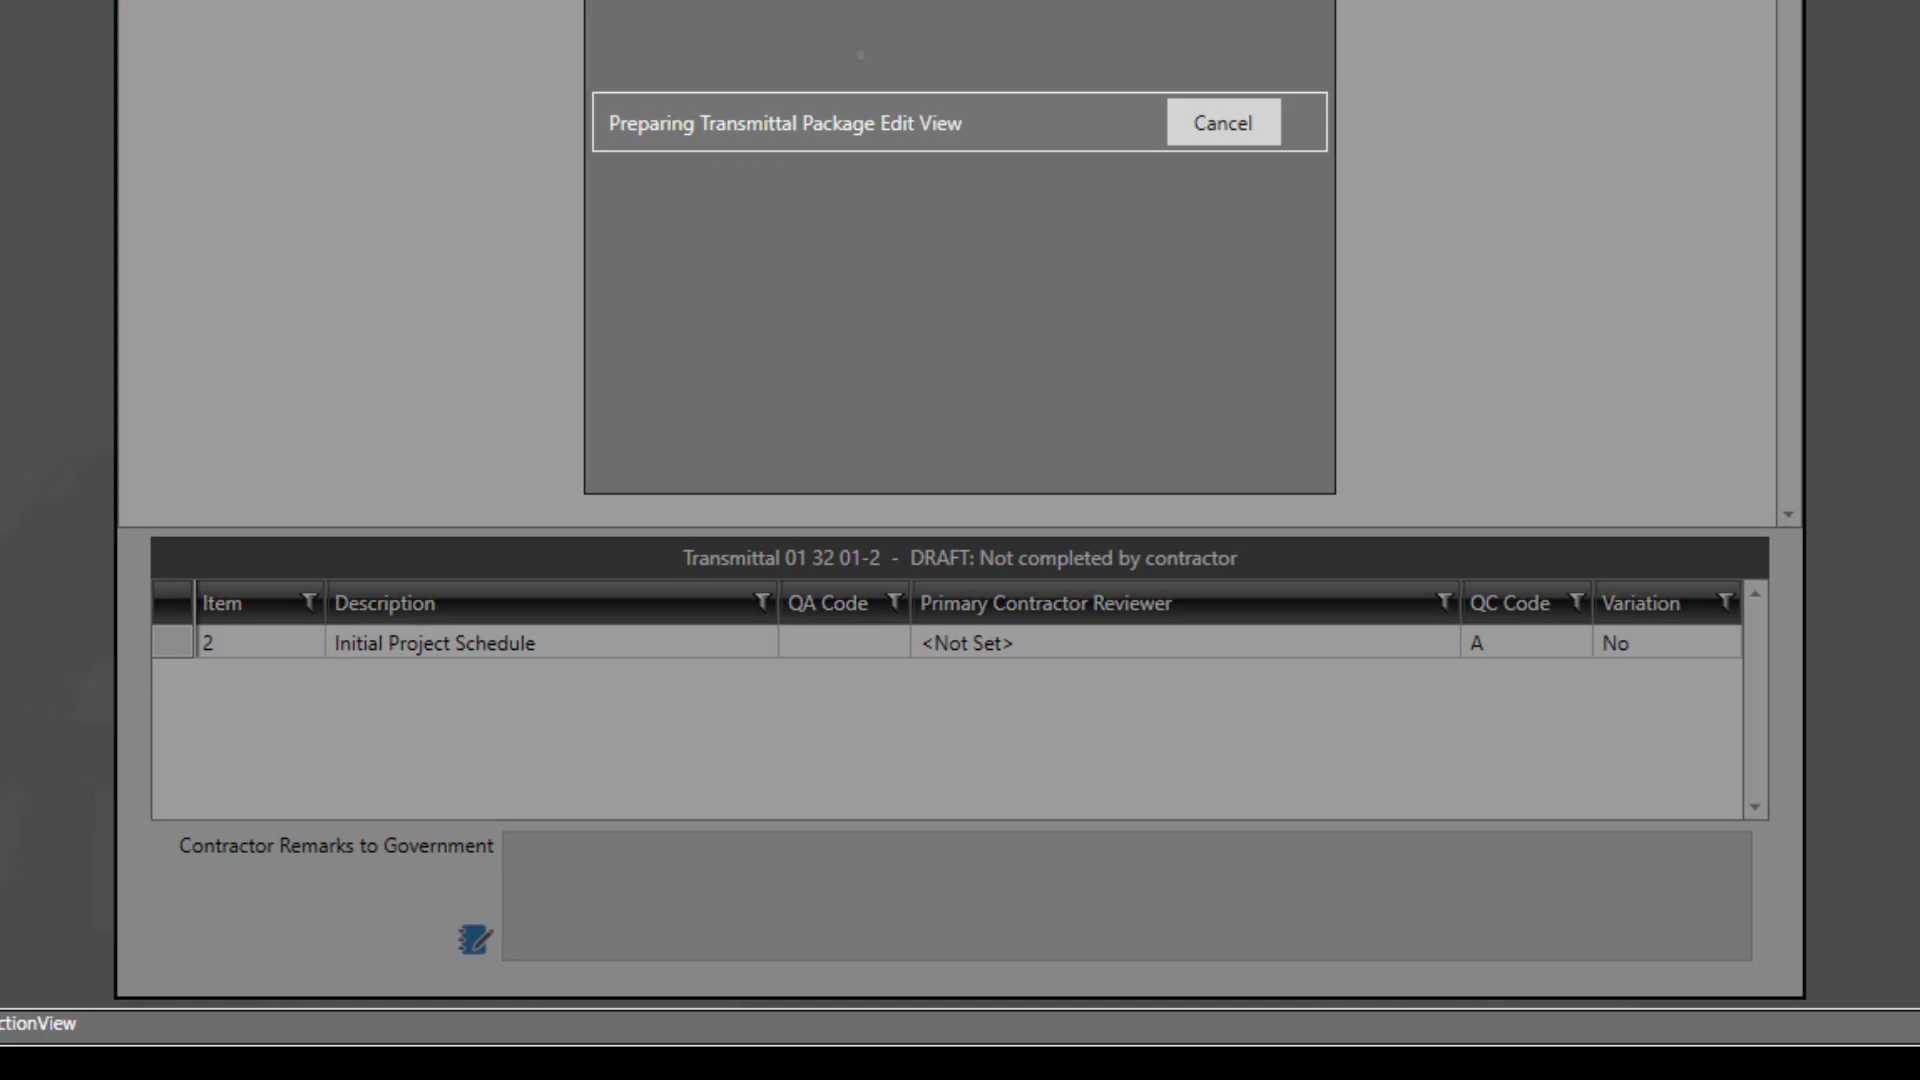 Preparing Transmittal Package Edit View Cancel
Transmittal 01 32 01-2 - DRAFT: Not completed by contractor
Item Description QA Code Primary Contractor Reviewer QC Code Variation
2 Initial Project Schedule <Not Set> A No
Contractor Remarks to Government
ctionView